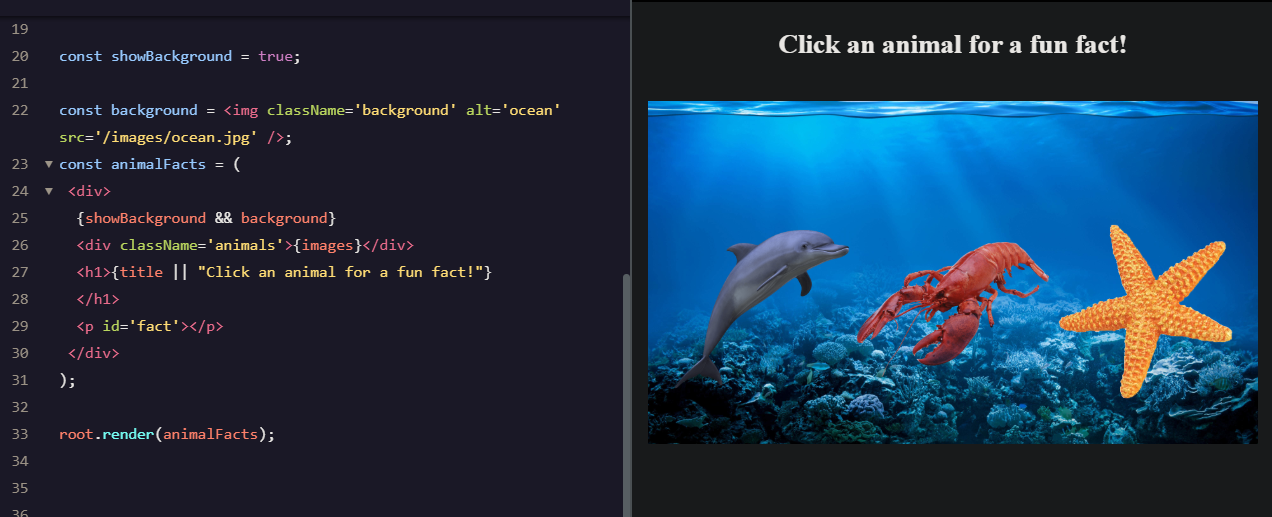 19
20 const showBackground = true;
21
22 const background = <img className='background' alt='ocean'
src='/images/ocean.jpg' />;
23 ▼ const animalFacts = (
24 ▼ <div>
25 {showBackground && background}
26 <div className='animals'>{images}</div>
27 <h1>{title || "Click an animal for a fun fact!"}
28 </h1>
29 <p id='fact'></p>
30 </div>
31 );
32
33 root.render(animalFacts);
34
35
36
Click an animal for a fun fact!